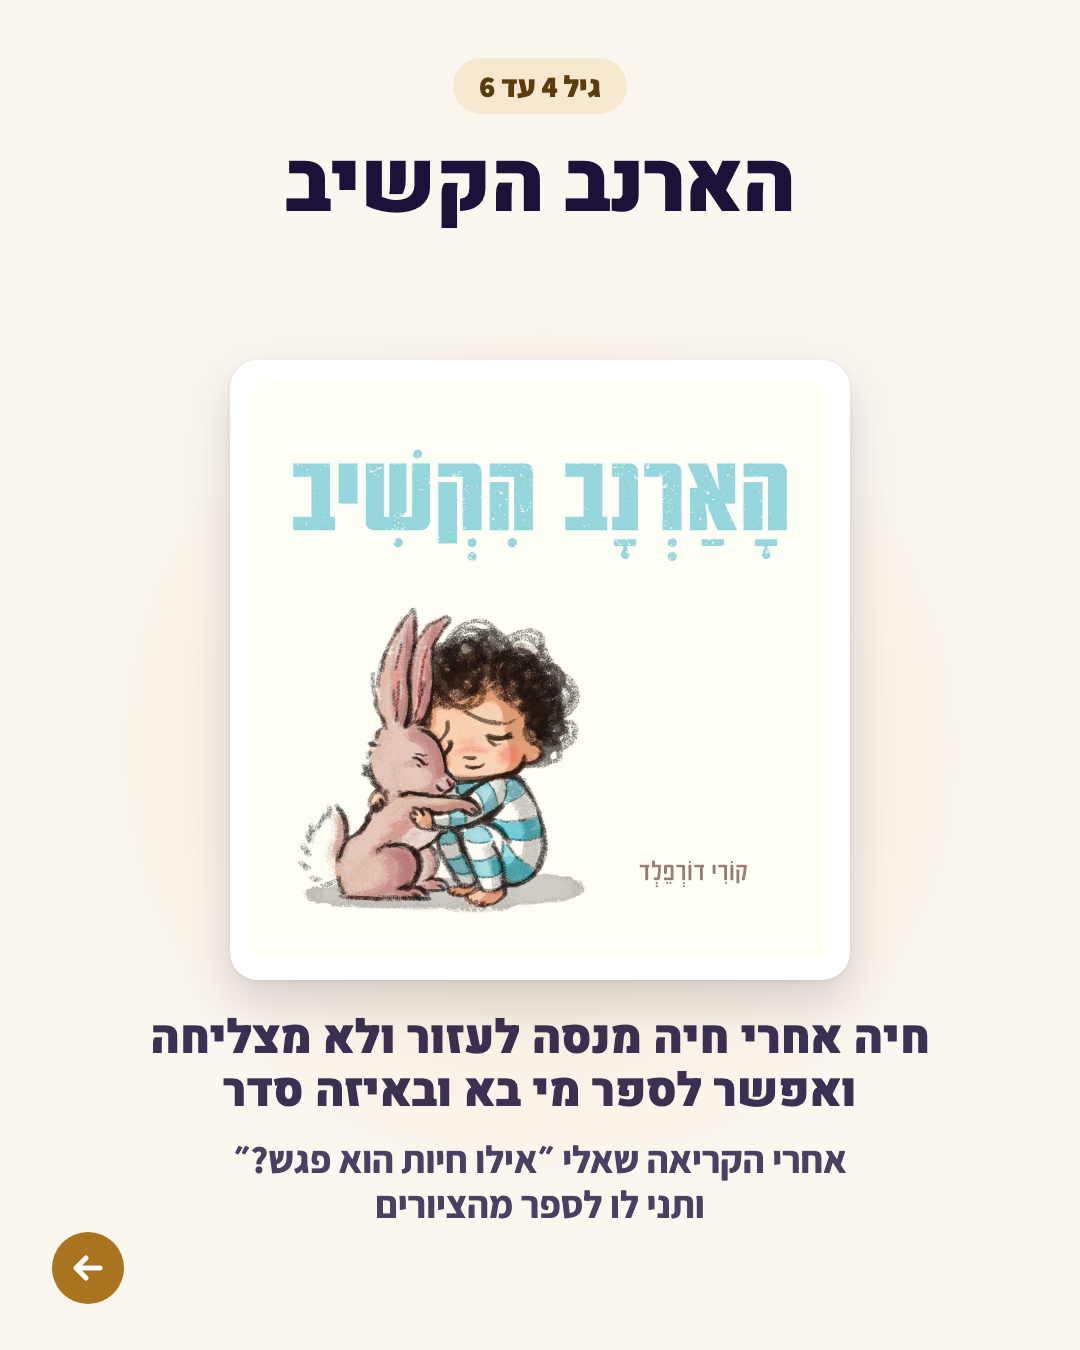 גיל 4 עד 6
הארנב הקשיב
הָאַרְנָב הִקְשִׁיב
קוֹרִי דוֹרְפֵלְד
חיה אחרי חיה מנסה לעזור ולא מצליחה
ואפשר לספר מי בא ובאיזה סדר
אחרי הקריאה שאלי ״אילו חיות הוא פגש?״
ותני לו לספר מהציורים